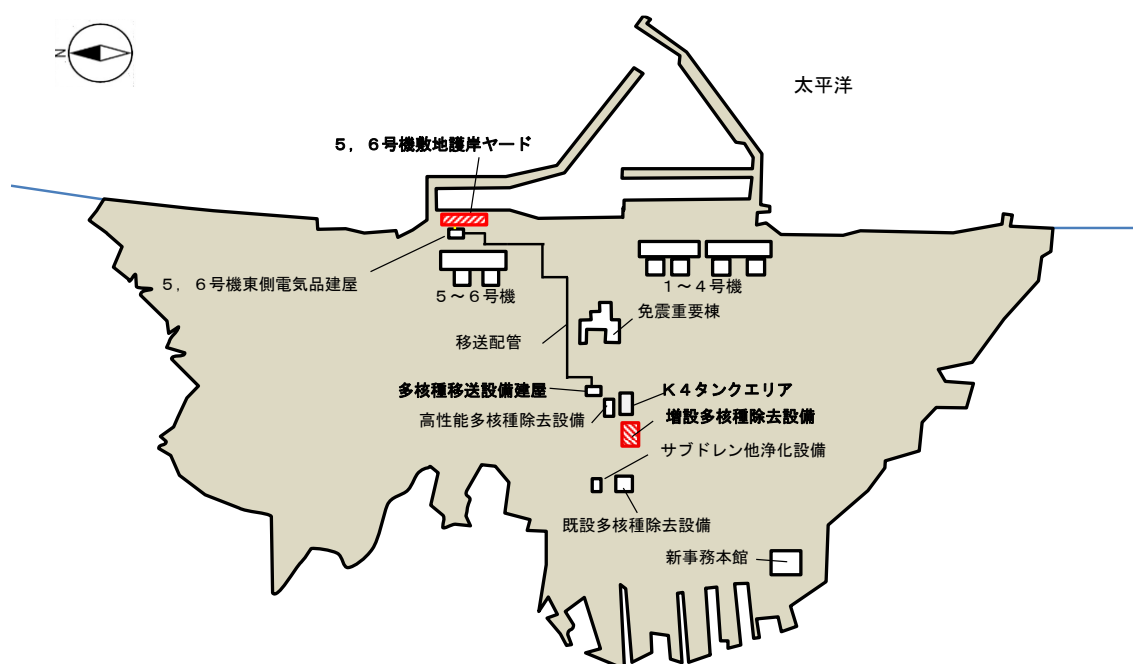 N
太平洋
５，６号機敷地護岸ヤード
５，６号機東側電気品建屋
５～６号機
１～４号機
免震重要棟
移送配管
多核種移送設備建屋
K４タンクエリア
高性能多核種除去設備
増設多核種除去設備
サブドレン他浄化設備
既設多核種除去設備
新事務本館